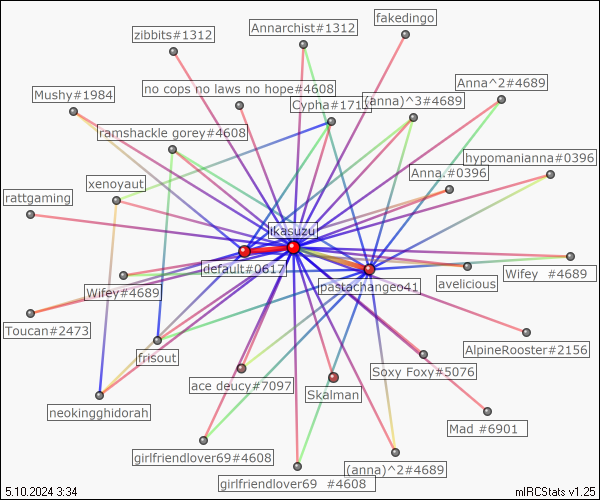 fakedingo
Annarchist#1312
zibbits#1312
Anna^2#4689
no cops no laws no hope#4608
Mushy#1984
(anna)^3#4689
Cypha#171
ramshackle gorey#4608
hypomanianna#0396
Anna.#0396
xenoyaut
rattgaming
ikasuzu
default#0617
Wifey #4689
avelicious
pastachangeo41
Wifey#4689
Toucan#2473
AlpineRooster#2156
frisout
Soxy Foxy#5076
ace deucy#7097
Skalman
neokingghidorah
Mad #6901
girlfriendlover69#4608
(anna)^2#4689
girlfriendlover69 #4608
5.10.2024 3:34
mIRCStats v1.25